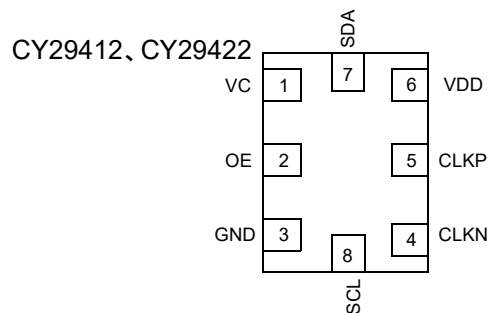 SDA
CY29412、CY29422
VC 1 7 6 VDD
OE 2 5 CLKP
GND 3 8 4 CLKN
SCL